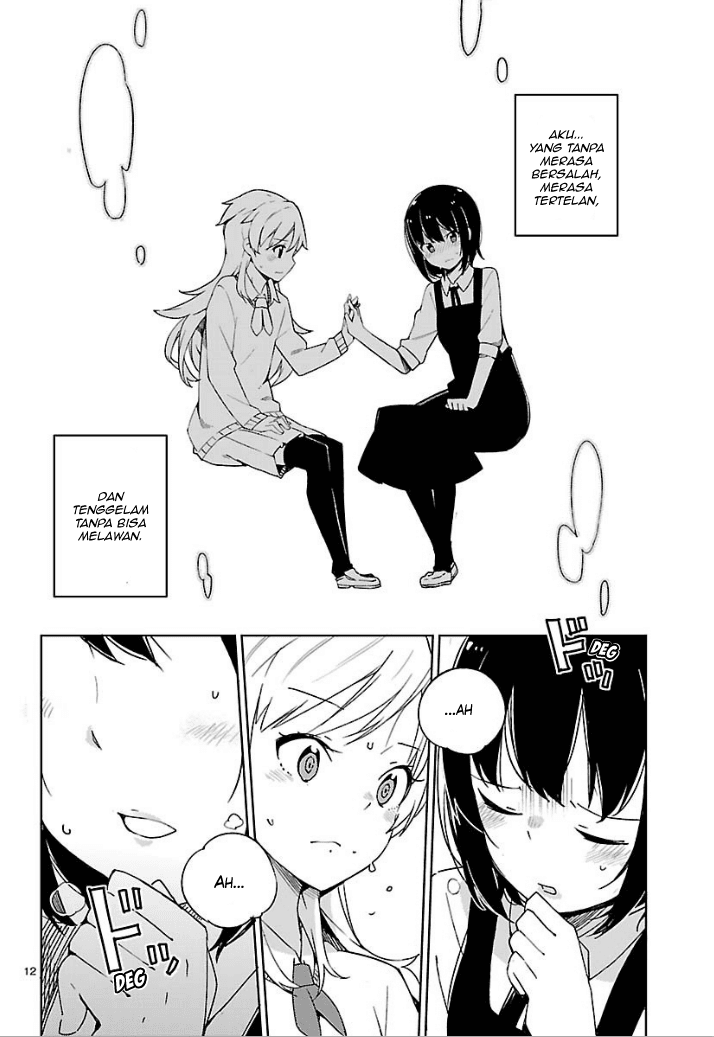 AKU...
YANG TANPA
MERASA
BERSALAH,
MERASA
TERTELAN,
DAN
TENGGELAM
TANPA BISA
MELAWAN.
ドッ
DEG
...AH
AH...
ドッ
DEG
12